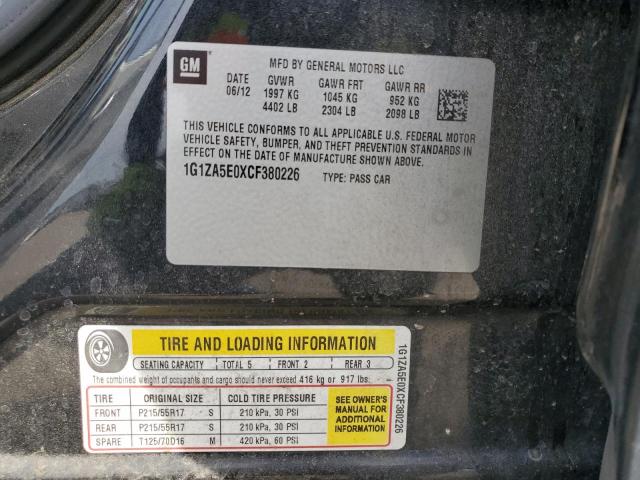 GM
MFD BY GENERAL MOTORS LLC
DATE GVWR GAWR FRT GAWR RR
06/12 1997 KG 1045 KG 952 KG
4402 LB 2304 LB 2098 LB
THIS VEHICLE CONFORMS TO ALL APPLICABLE U.S. FEDERAL MOTOR
VEHICLE SAFETY, BUMPER, AND THEFT PREVENTION STANDARDS IN
EFFECT ON THE DATE OF MANUFACTURE SHOWN ABOVE.
1G1ZA5E0XCF380226 TYPE: PASS CAR
TIRE AND LOADING INFORMATION
SEATING CAPACITY TOTAL 5 FRONT 2 REAR 3
The combined weight of occupants and cargo should never exceed 416 kg or 917 lbs.
TIRE ORIGINAL SIZE COLD TIRE PRESSURE
FRONT P215/55R17 S 210 kPa, 30 PSI
REAR P215/55R17 S 210 kPa, 30 PSI
SPARE T125/70D16 M 420 kPa, 60 PSI
SEE OWNER'S
MANUAL FOR
ADDITIONAL
INFORMATION
1G1ZA5E0XCF380226